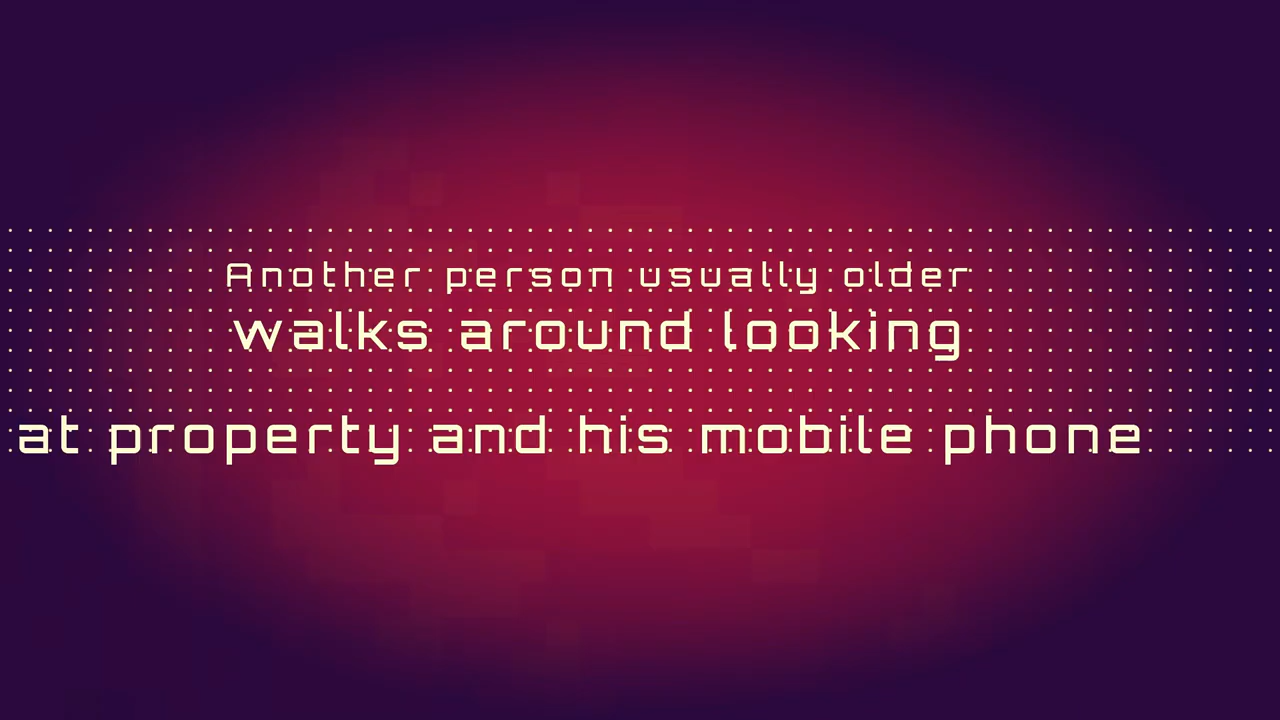 Another person usually older
walks around looking
at property and his mobile phone